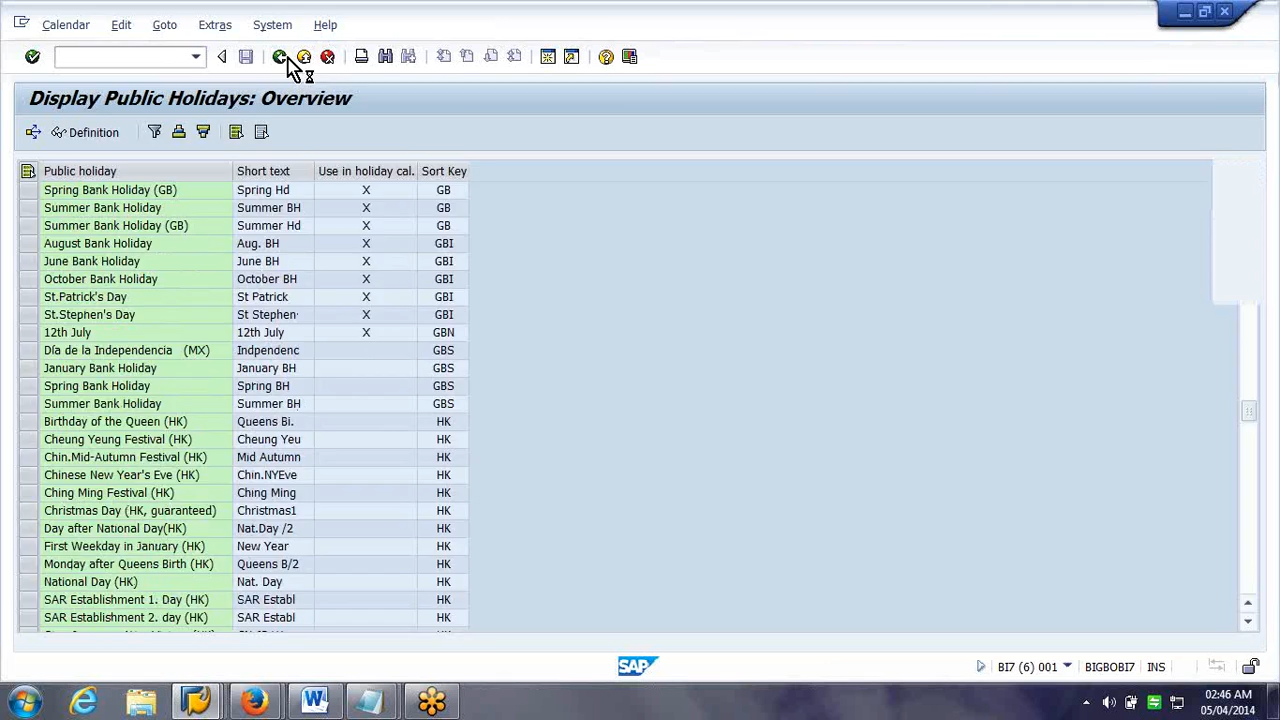 Calendar Edit Goto Extras System Help
Display Public Holidays: Overview
Definition
Public holiday Short text Use in holiday cal. Sort Key
Spring Bank Holiday (GB) Spring Hd X GB
Summer Bank Holiday Summer BH X GB
Summer Bank Holiday (GB) Summer Hd X GB
August Bank Holiday Aug. BH X GBI
June Bank Holiday June BH X GBI
October Bank Holiday October BH X GBI
St.Patrick's Day St Patrick X GBI
St.Stephen's Day St Stephen X GBI
12th July 12th July X GBN
Día de la Independencia (MX) Indpendenc GBS
January Bank Holiday January BH GBS
Spring Bank Holiday Spring BH GBS
Summer Bank Holiday Summer BH GBS
Birthday of the Queen (HK) Queens Bi. HK
Cheung Yeung Festival (HK) Cheung Yeu HK
Chin.Mid-Autumn Festival (HK) Mid Autumn HK
Chinese New Year's Eve (HK) Chin.NYEve HK
Ching Ming Festival (HK) Ching Ming HK
Christmas Day (HK, guaranteed) Christmas1 HK
Day after National Day(HK) Nat.Day /2 HK
First Weekday in January (HK) New Year HK
Monday after Queens Birth (HK) Queens B/2 HK
National Day (HK) Nat. Day HK
SAR Establishment 1. Day (HK) SAR Establ HK
SAR Establishment 2. day (HK) SAR Establ HK
SAP
BI7 (6) 001 BIGBOBI7 INS
02:46 AM
05/04/2014